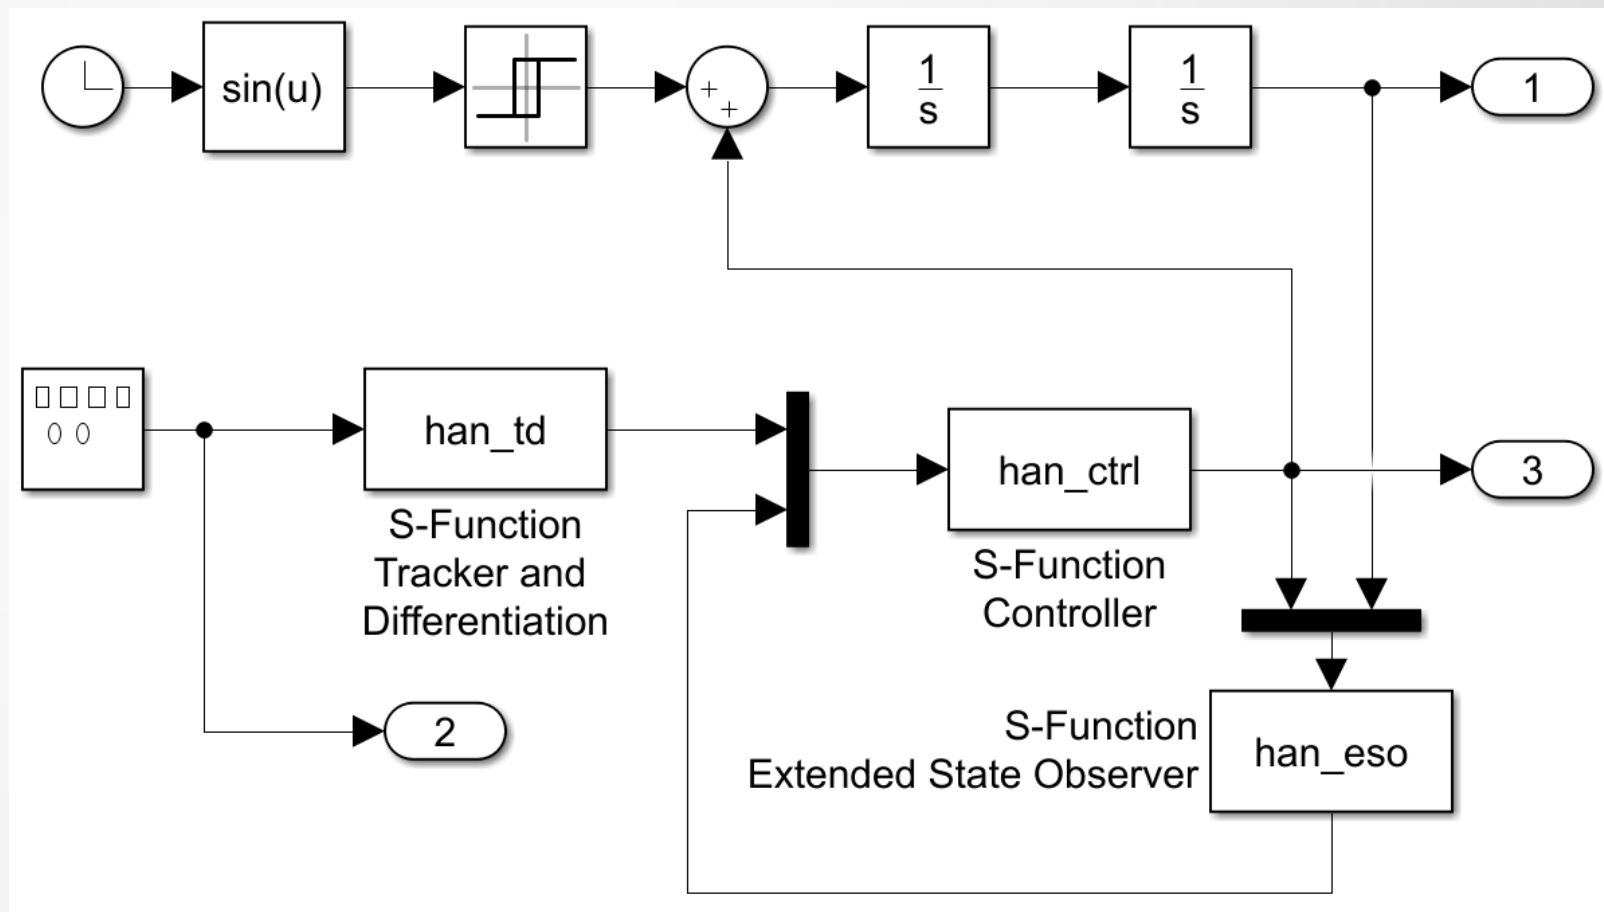 sin(u)
+
+
1
s
1
s
1
han_td
S-Function
Tracker and
Differentiation
han_ctrl
S-Function
Controller
3
2
S-Function
Extended State Observer
han_eso